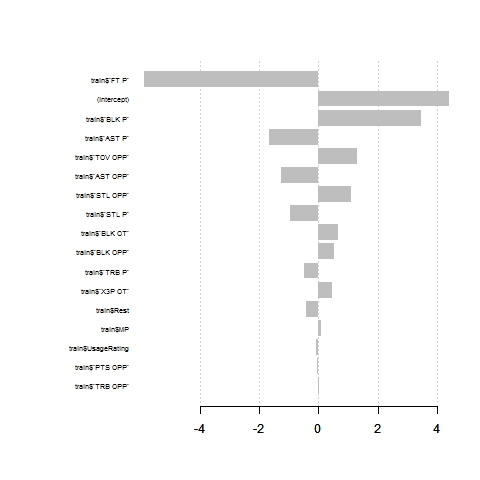 train$`FT P`
(Intercept)
train$`BLK P`
train$`AST P`
train$`TOV OPP`
train$`AST OPP`
train$`STL OPP`
train$`STL P`
train$`BLK OT`
train$`BLK OPP`
train$`TRB P`
train$`X3P OT`
train$Rest
train$MP
train$UsageRating
train$`PTS OPP`
train$`TRB OPP`
-4 -2 0 2 4